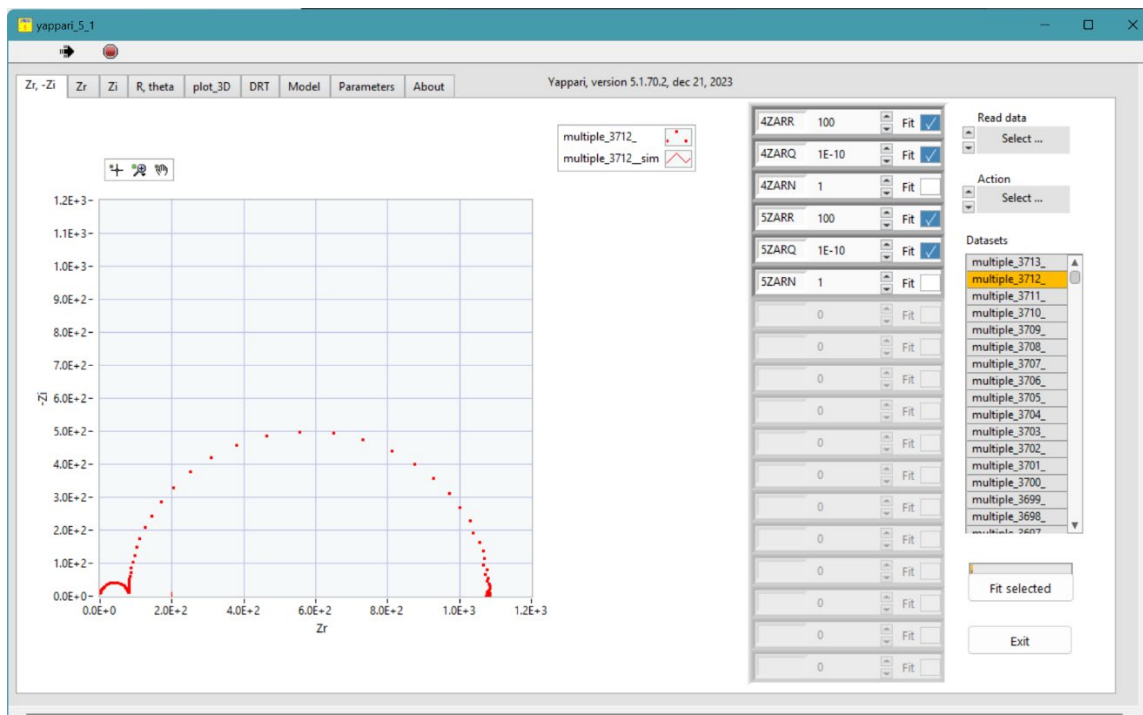 yappari_5_1
Zr, -Zi Zr Zi R, theta plot_3D DRT Model Parameters About
Yappari, version 5.1.70.2, dec 21, 2023
multiple_3712_
multiple_3712__sim
1.2E+3
1.1E+3
1.0E+3
9.0E+2
8.0E+2
7.0E+2
6.0E+2
5.0E+2
4.0E+2
3.0E+2
2.0E+2
1.0E+2
0.0E+0
-Zi
0.0E+0 2.0E+2 4.0E+2 6.0E+2 8.0E+2 1.0E+3 1.2E+3
Zr
4ZARR 100 Fit
4ZARQ 1E-10 Fit
4ZARN 1 Fit
5ZARR 100 Fit
5ZARQ 1E-10 Fit
5ZARN 1 Fit
0 Fit
0 Fit
0 Fit
0 Fit
0 Fit
0 Fit
0 Fit
0 Fit
0 Fit
0 Fit
0 Fit
0 Fit
Read data
Select ...
Action
Select ...
Datasets
multiple_3713_
multiple_3712_
multiple_3711_
multiple_3710_
multiple_3709_
multiple_3708_
multiple_3707_
multiple_3706_
multiple_3705_
multiple_3704_
multiple_3703_
multiple_3702_
multiple_3701_
multiple_3700_
multiple_3699_
multiple_3698_
multiple_3697_
Fit selected
Exit